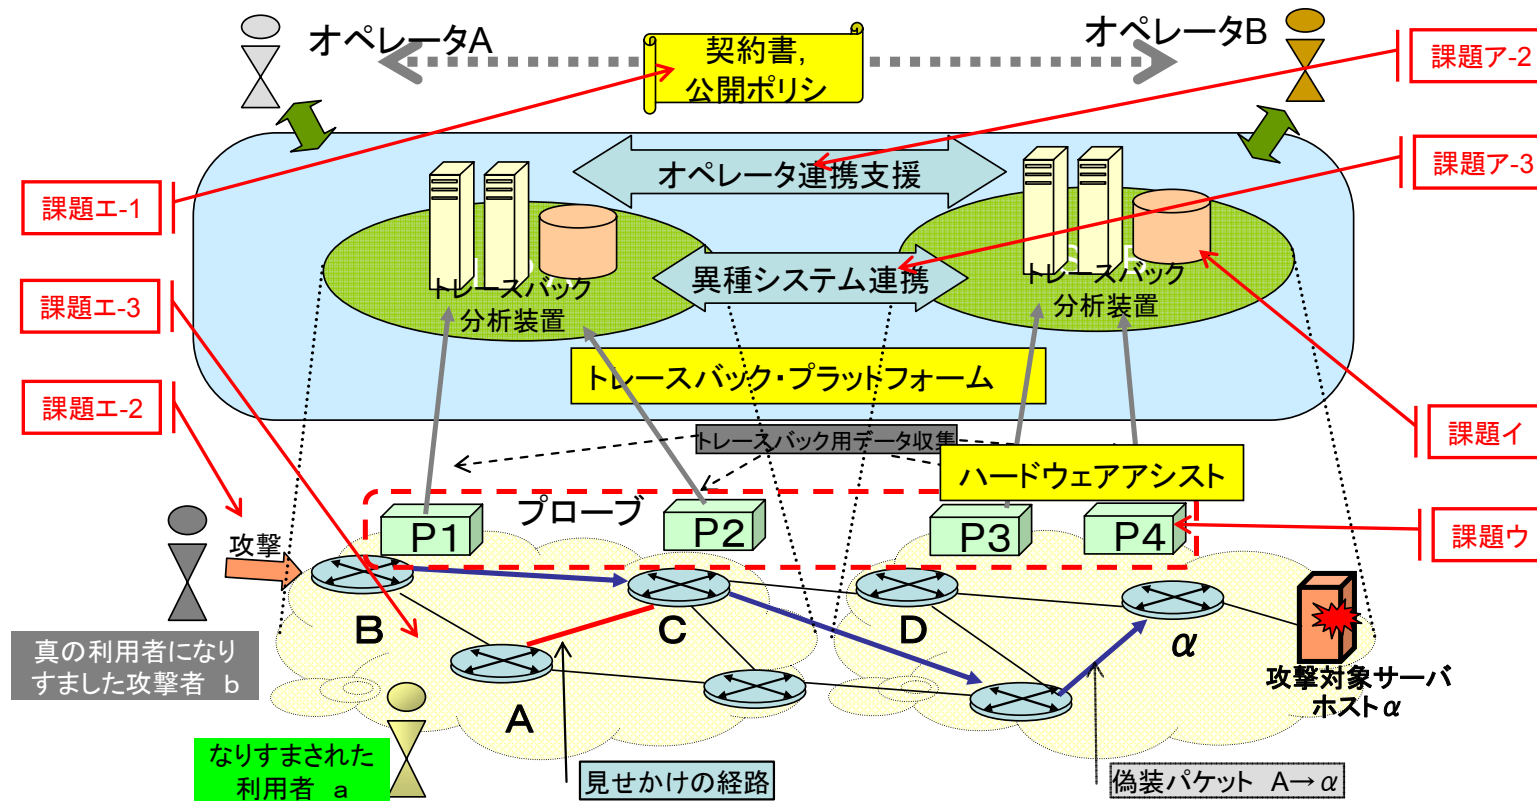 オペレータA
契約書,
公開ポリシ
オペレータB
課題ア-2
課題ア-3
課題エ-1
課題エ-3
課題エ-2
オペレータ連携支援
異種システム連携
トレースバック
分析装置
トレースバック
分析装置
トレースバック・プラットフォーム
トレースバック用データ収集
ハードウェアアシスト
課題イ
課題ウ
プローブ
P1
P2
P3
P4
攻撃
B
C
D
α
A
真の利用者になり
すました攻撃者 b
なりすまされた
利用者 a
見せかけの経路
偽装パケット A→α
攻撃対象サーバ
ホストα